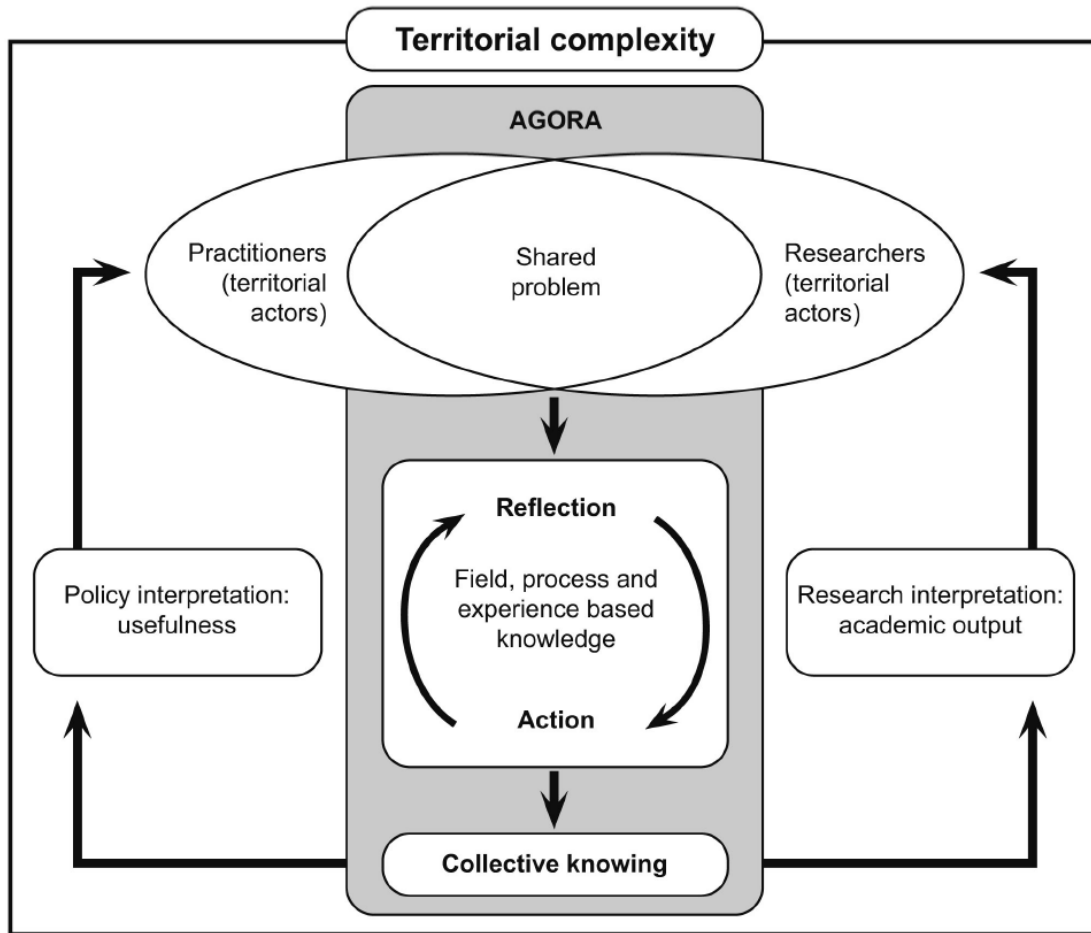 Territorial complexity
AGORA
Practitioners
(territorial
actors)
Shared
problem
Researchers
(territorial
actors)
Reflection
Field, process and
experience based
knowledge
Action
Policy interpretation:
usefulness
Research interpretation:
academic output
Collective knowing